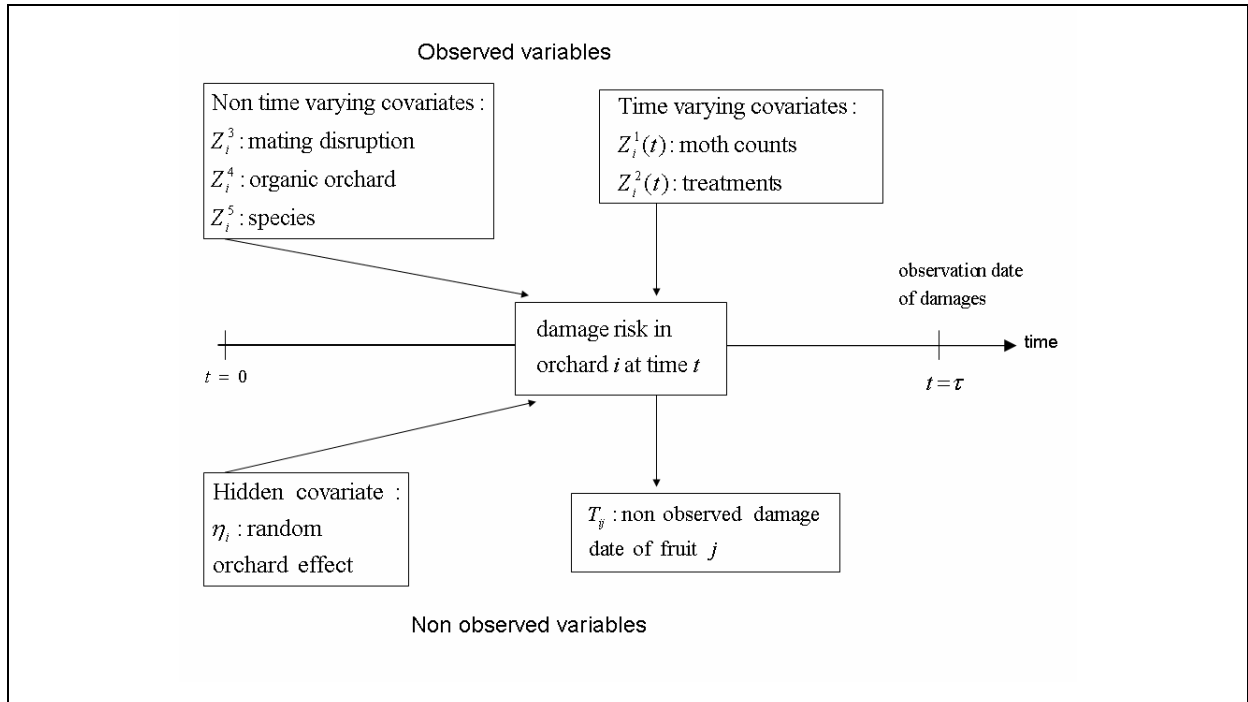 Observed variables
Non time varying covariates :
Z_i^3 : mating disruption
Z_i^4 : organic orchard
Z_i^5 : species
Time varying covariates :
Z_i^1(t) : moth counts
Z_i^2(t) : treatments
observation date
of damages
damage risk in
orchard i at time t
time
t = 0
t = τ
Hidden covariate :
η_i : random
orchard effect
T_ij : non observed damage
date of fruit j
Non observed variables